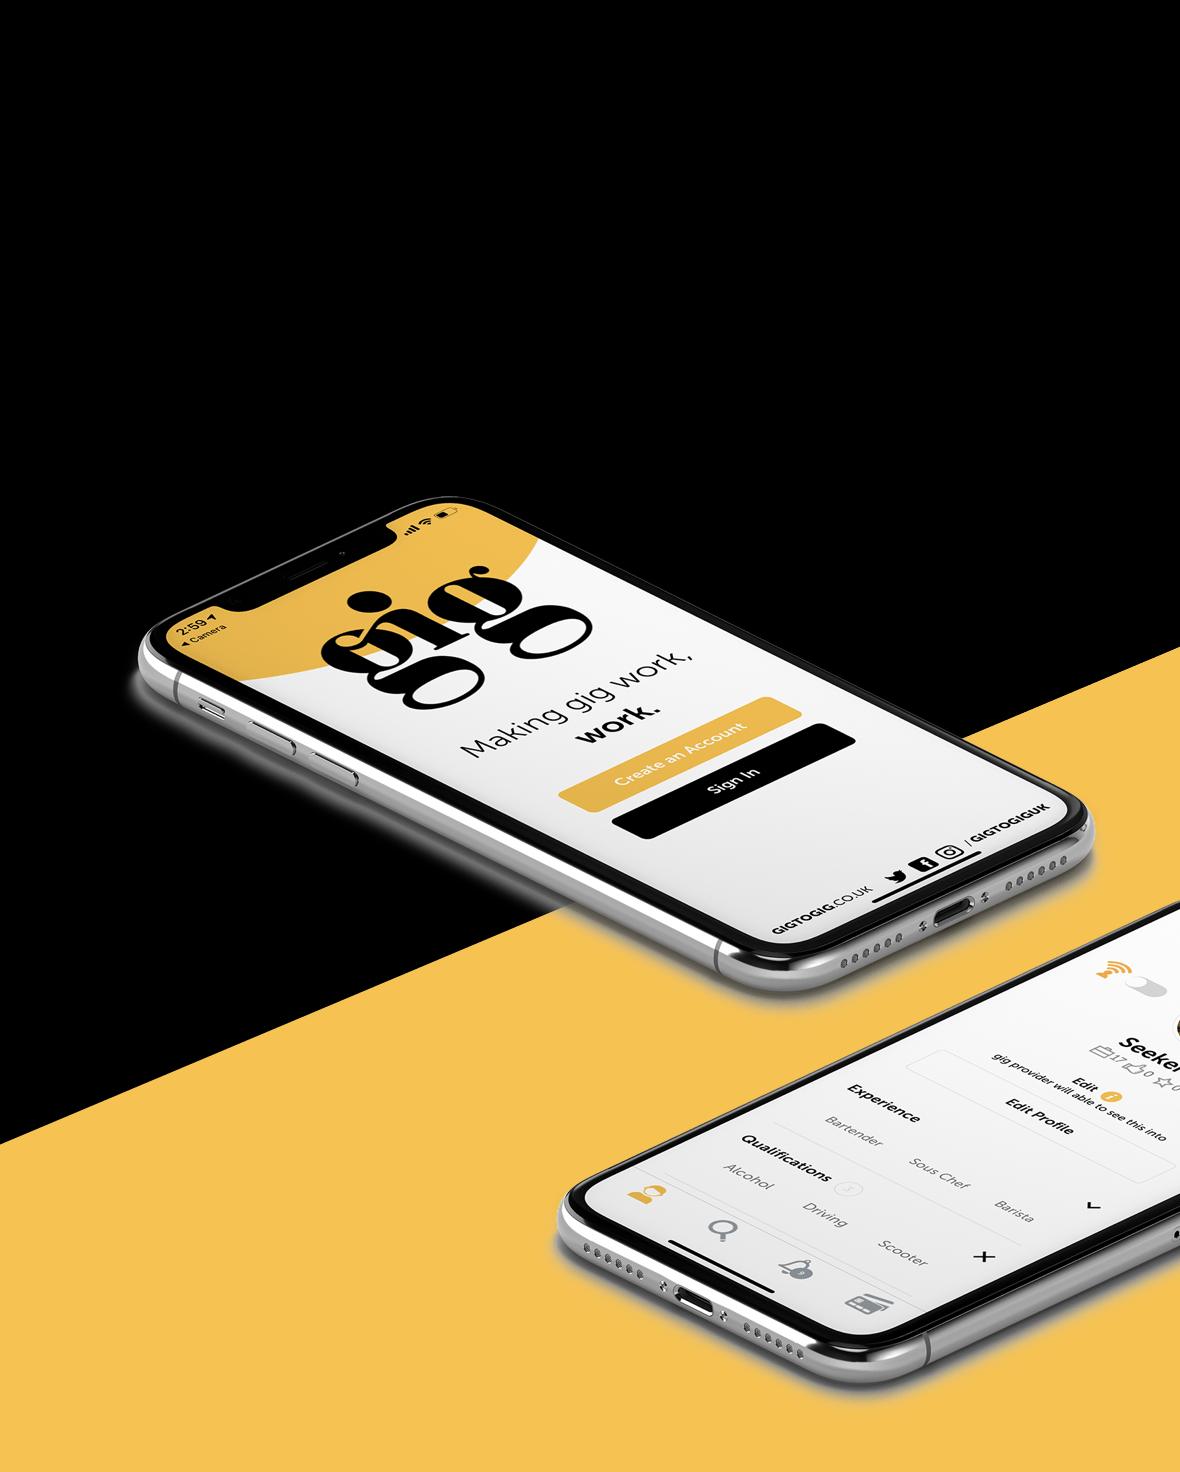 2:59
Camera
gig
Making gig work,
work.
Create an Account
Sign In
GIGTOGIG.CO.UK
/GIGTOGIGUK
Seeker
17 0
Edit i
gig provider will able to see this into
Edit Profile
Experience
Bartender Sous Chef Barista
Qualifications
Alcohol Driving Scooter